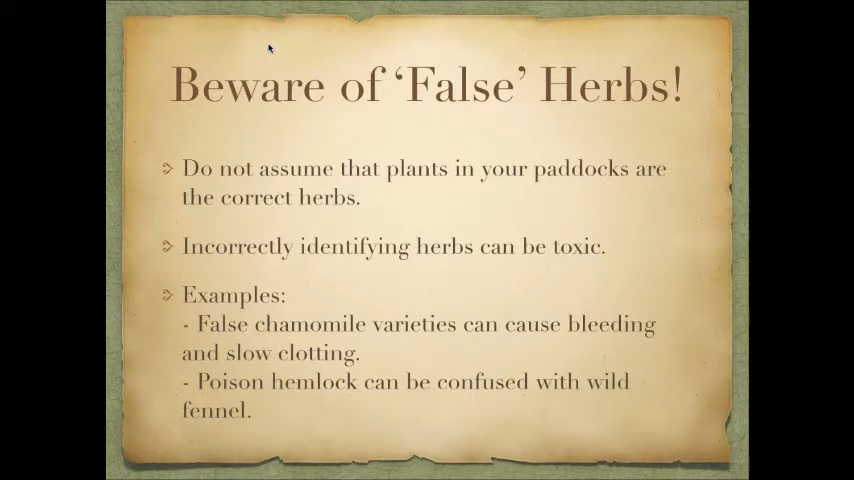 Beware of ‘False’ Herbs!
Do not assume that plants in your paddocks are
the correct herbs.
Incorrectly identifying herbs can be toxic.
Examples:
- False chamomile varieties can cause bleeding
and slow clotting.
- Poison hemlock can be confused with wild
fennel.